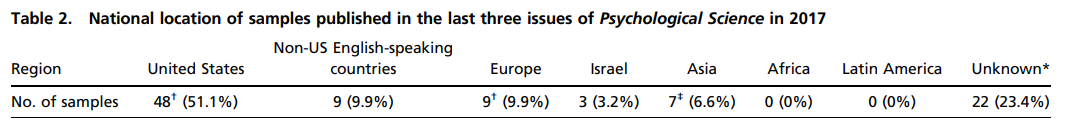 Table 2. National location of samples published in the last three issues of Psychological Science in 2017
Region United States Non-US English-speaking countries Europe Israel Asia Africa Latin America Unknown*
No. of samples 48† (51.1%) 9 (9.9%) 9† (9.9%) 3 (3.2%) 7‡ (6.6%) 0 (0%) 0 (0%) 22 (23.4%)